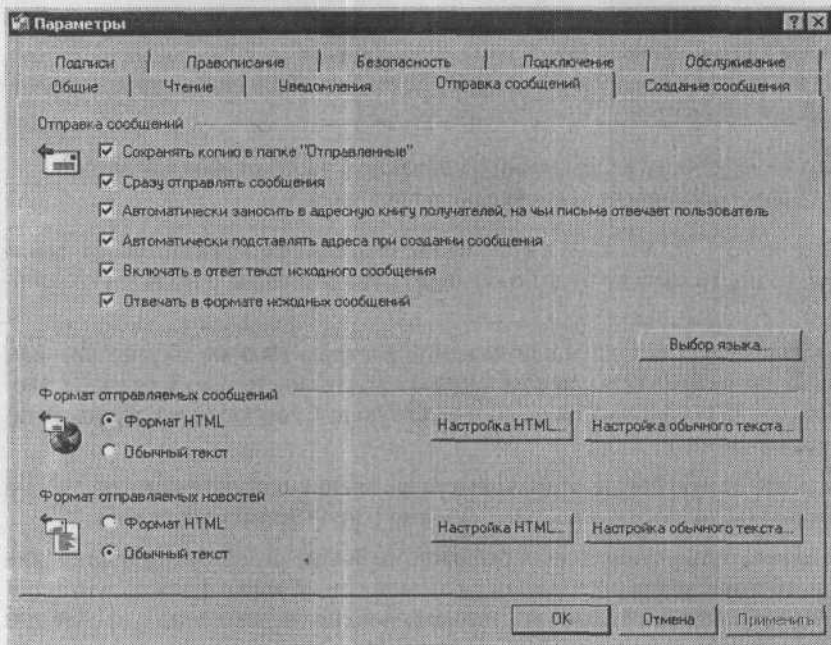 Параметры
Подписи Правописание Безопасность Подключение Обслуживание
Общие Чтение Уведомления Отправка сообщений Создание сообщения
Отправка сообщений
Сохранять копию в папке "Отправленные"
Сразу отправлять сообщения
Автоматически заносить в адресную книгу получателей, на чьи письма отвечает пользователь
Автоматически подставлять адреса при создании сообщения
Включать в ответ текст исходного сообщения
Отвечать в формате исходных сообщений
Выбор языка...
Формат отправляемых сообщений
Формат HTML Настройка HTML... Настройка обычного текста...
Обычный текст
Формат отправляемых новостей
Формат HTML Настройка HTML... Настройка обычного текста...
Обычный текст
OK Отмена Применить